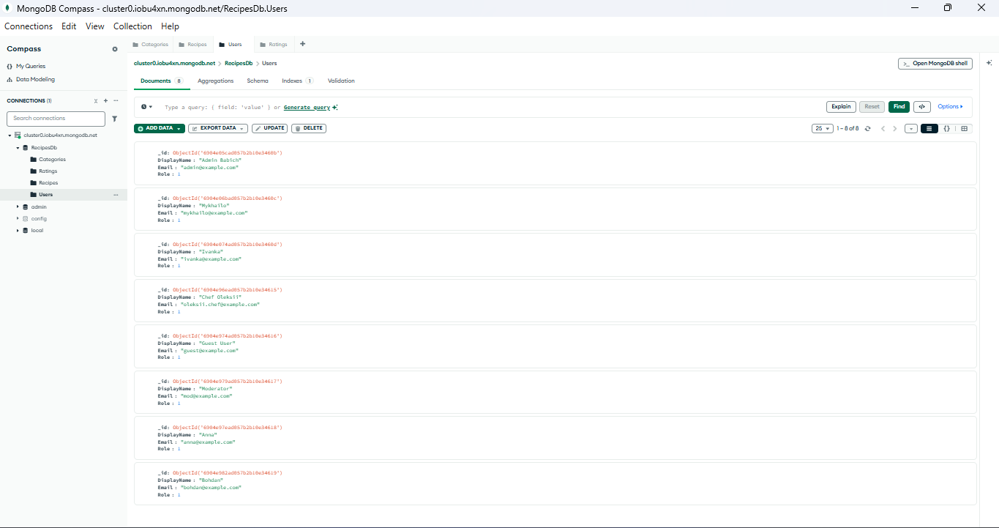 MongoDB Compass - cluster0.iobu4xn.mongodb.net/RecipesDb.Users
Connections Edit View Collection Help
Compass
My Queries
Data Modeling
CONNECTIONS (1)
Search connections
cluster0.iobu4xn.mongodb.net
RecipesDb
Categories
Ratings
Recipes
Users
admin
config
local
Categories Recipes Users Ratings
cluster0.iobu4xn.mongodb.net > RecipesDb > Users
>_ Open MongoDB shell
Documents 8 Aggregations Schema Indexes 1 Validation
Type a query: { field: 'value' } or Generate query
Explain Reset Find </> Options
ADD DATA EXPORT DATA UPDATE DELETE
25 1 – 8 of 8 {}
_id: ObjectId('6904e05cad057b2b10e3460b')
DisplayName : "Admin Babich"
Email : "admin@example.com"
Role : 1
_id: ObjectId('6904e06bad057b2b10e3460c')
DisplayName : "Mykhailo"
Email : "mykhailo@example.com"
Role : 1
_id: ObjectId('6904e074ad057b2b10e3460d')
DisplayName : "Ivanka"
Email : "ivanka@example.com"
Role : 1
_id: ObjectId('6904e96ead057b2b10e34615')
DisplayName : "Chef Oleksii"
Email : "oleksii.chef@example.com"
Role : 1
_id: ObjectId('6904e974ad057b2b10e34616')
DisplayName : "Guest User"
Email : "guest@example.com"
Role : 1
_id: ObjectId('6904e979ad057b2b10e34617')
DisplayName : "Moderator"
Email : "mod@example.com"
Role : 1
_id: ObjectId('6904e97ead057b2b10e34618')
DisplayName : "Anna"
Email : "anna@example.com"
Role : 1
_id: ObjectId('6904e982ad057b2b10e34619')
DisplayName : "Bohdan"
Email : "bohdan@example.com"
Role : 1